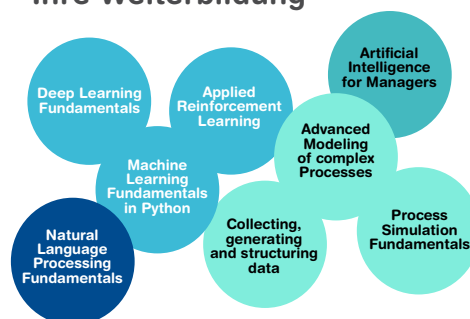 Ihre Weiterbildung
Artificial
Intelligence
for Managers
Deep Learning
Fundamentals
Applied
Reinforcement
Learning
Advanced
Modeling
of complex
Processes
Machine
Learning
Fundamentals
in Python
Natural
Language
Processing
Fundamentals
Collecting,
generating
and structuring
data
Process
Simulation
Fundamentals